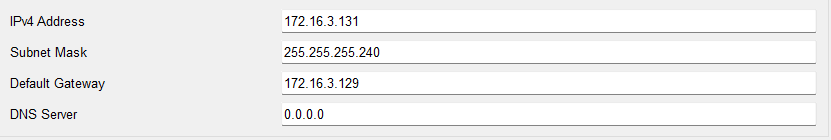 IPv4 Address 172.16.3.131
Subnet Mask 255.255.255.240
Default Gateway 172.16.3.129
DNS Server 0.0.0.0